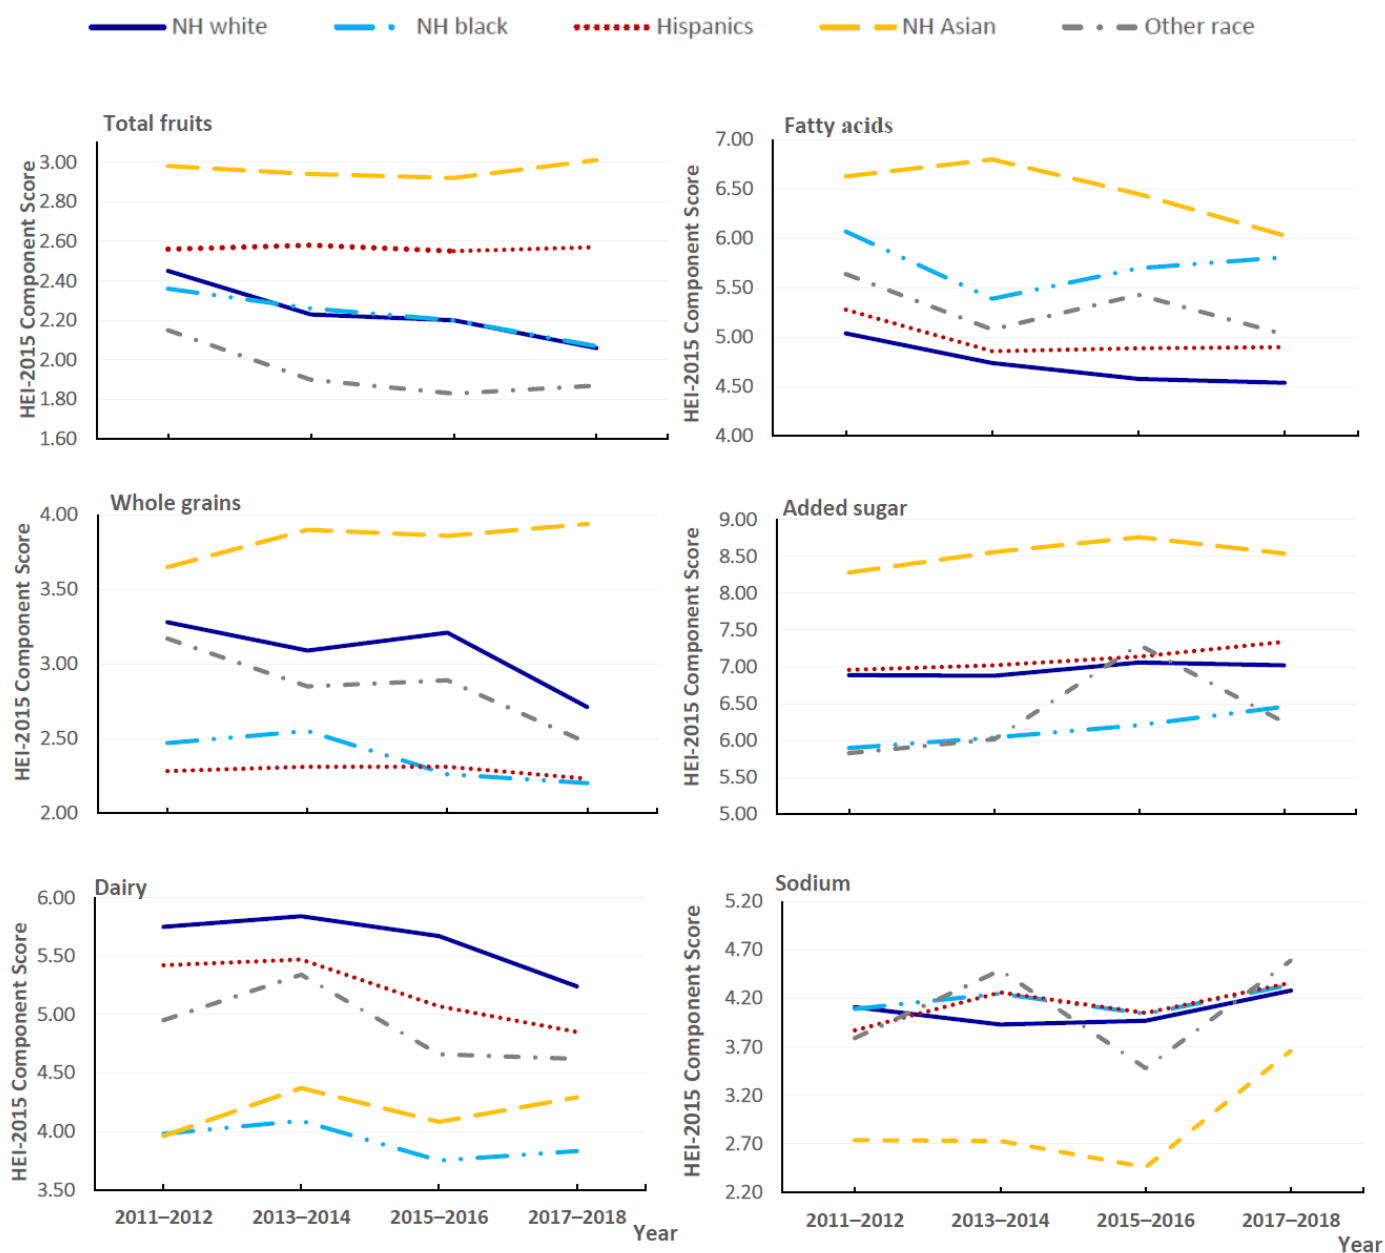 NH white NH black Hispanics NH Asian Other race
Total fruits
HEI-2015 Component Score
3.00
2.80
2.60
2.40
2.20
2.00
1.80
1.60
Fatty acids
HEI-2015 Component Score
7.00
6.50
6.00
5.50
5.00
4.50
4.00
Whole grains
HEI-2015 Component Score
4.00
3.50
3.00
2.50
2.00
Added sugar
HEI-2015 Component Score
9.00
8.50
8.00
7.50
7.00
6.50
6.00
5.50
5.00
Dairy
HEI-2015 Component Score
6.00
5.50
5.00
4.50
4.00
3.50
2011–2012 2013–2014 2015–2016 2017–2018
Year
Sodium
HEI-2015 Component Score
5.20
4.70
4.20
3.70
3.20
2.70
2.20
2011–2012 2013–2014 2015–2016 2017–2018
Year